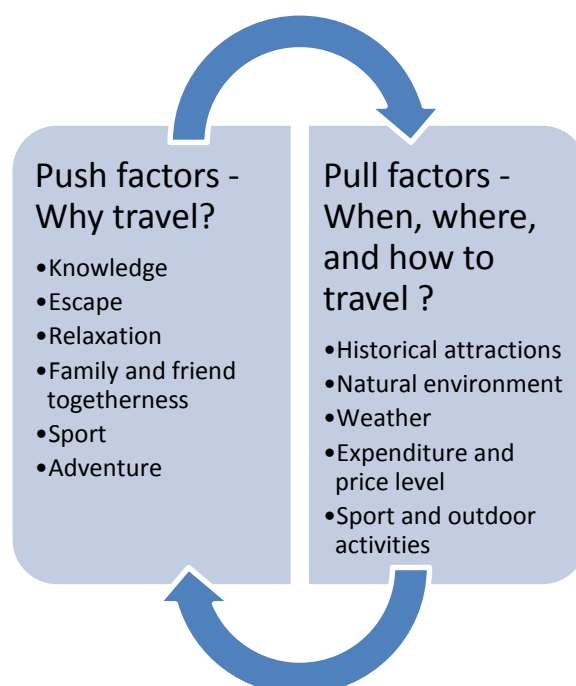 Push factors -
Why travel?
•Knowledge
•Escape
•Relaxation
•Family and friend
togetherness
•Sport
•Adventure
Pull factors -
When, where,
and how to
travel ?
•Historical attractions
•Natural environment
•Weather
•Expenditure and
price level
•Sport and outdoor
activities